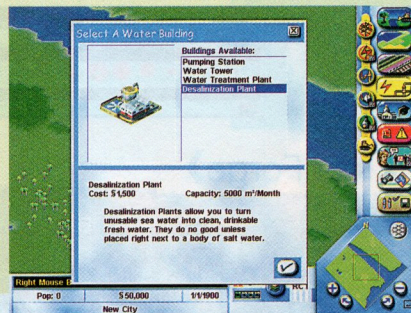 Select A Water Building
Buildings Available:
Pumping Station
Water Tower
Water Treatment Plant
Desalinization Plant
Desalinization Plant
Cost: $1,500 Capacity: 5000 m³/Month
Desalinization Plants allow you to turn
unusable sea water into clean, drinkable
fresh water. They do no good unless
placed right next to a body of salt water.
Right Mouse B
RCI
Pop: 0 $50,000 1/1/1900
New City
N